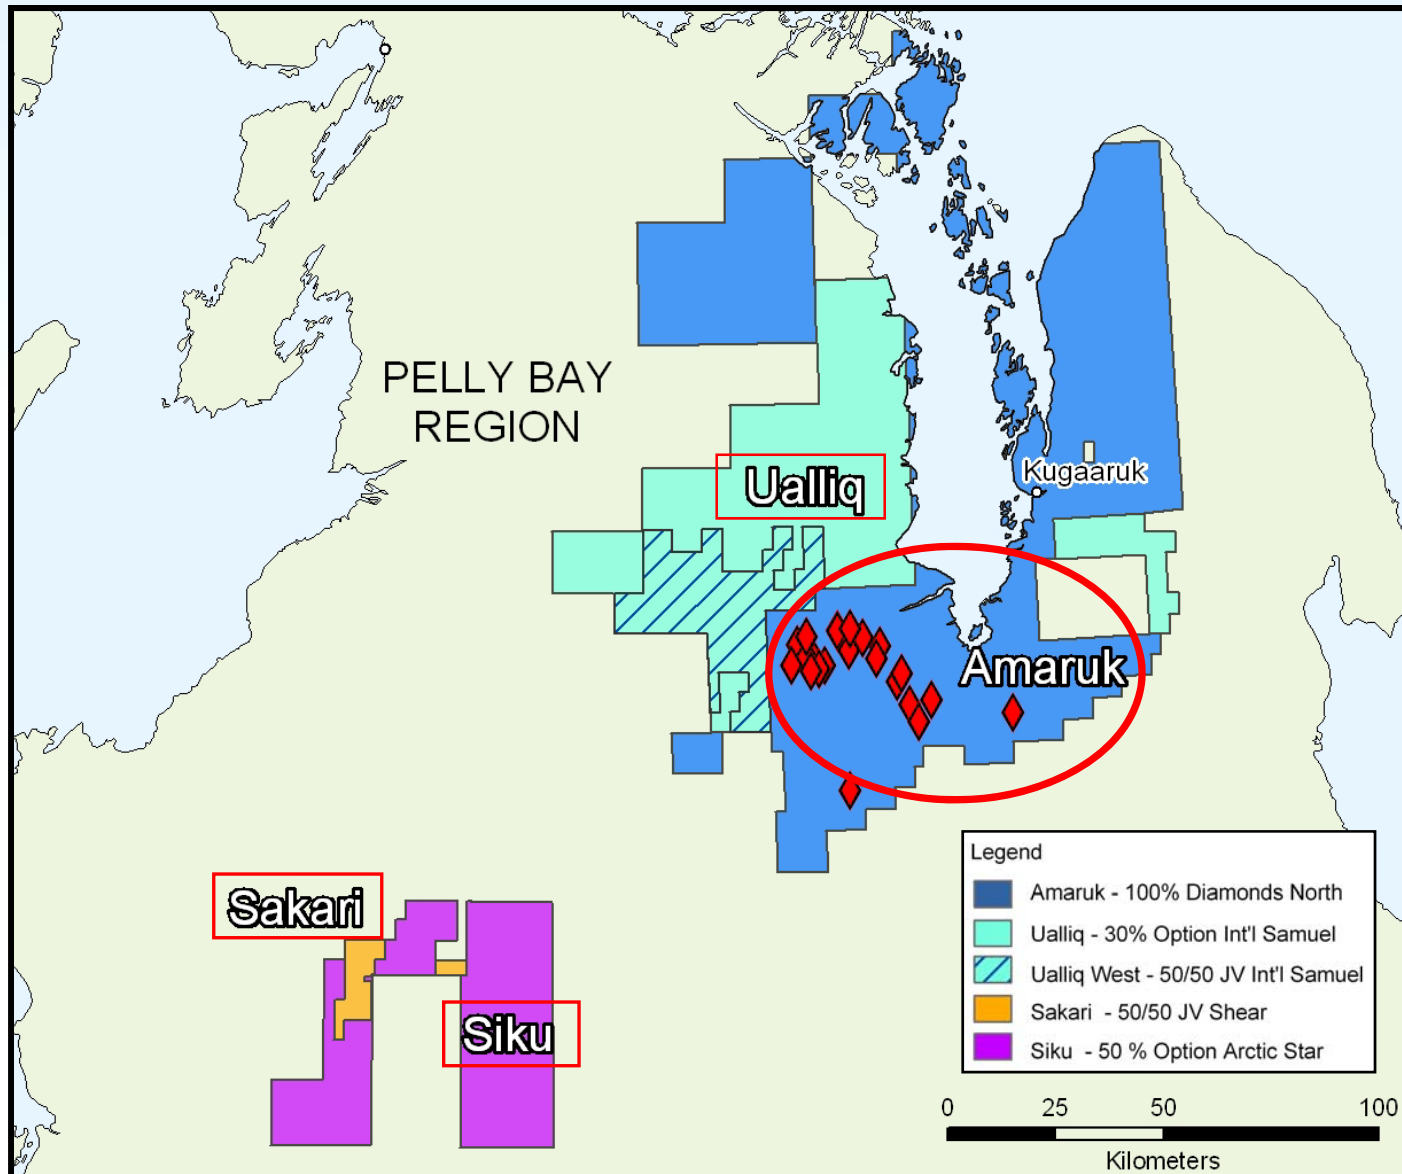 PELLY BAY
REGION
Ualliq
Kugaaruk
Amaruk
Sakari
Siku
Legend
Amaruk - 100% Diamonds North
Ualliq - 30% Option Int'l Samuel
Ualliq West - 50/50 JV Int'l Samuel
Sakari - 50/50 JV Shear
Siku - 50 % Option Arctic Star
0 25 50 100
Kilometers